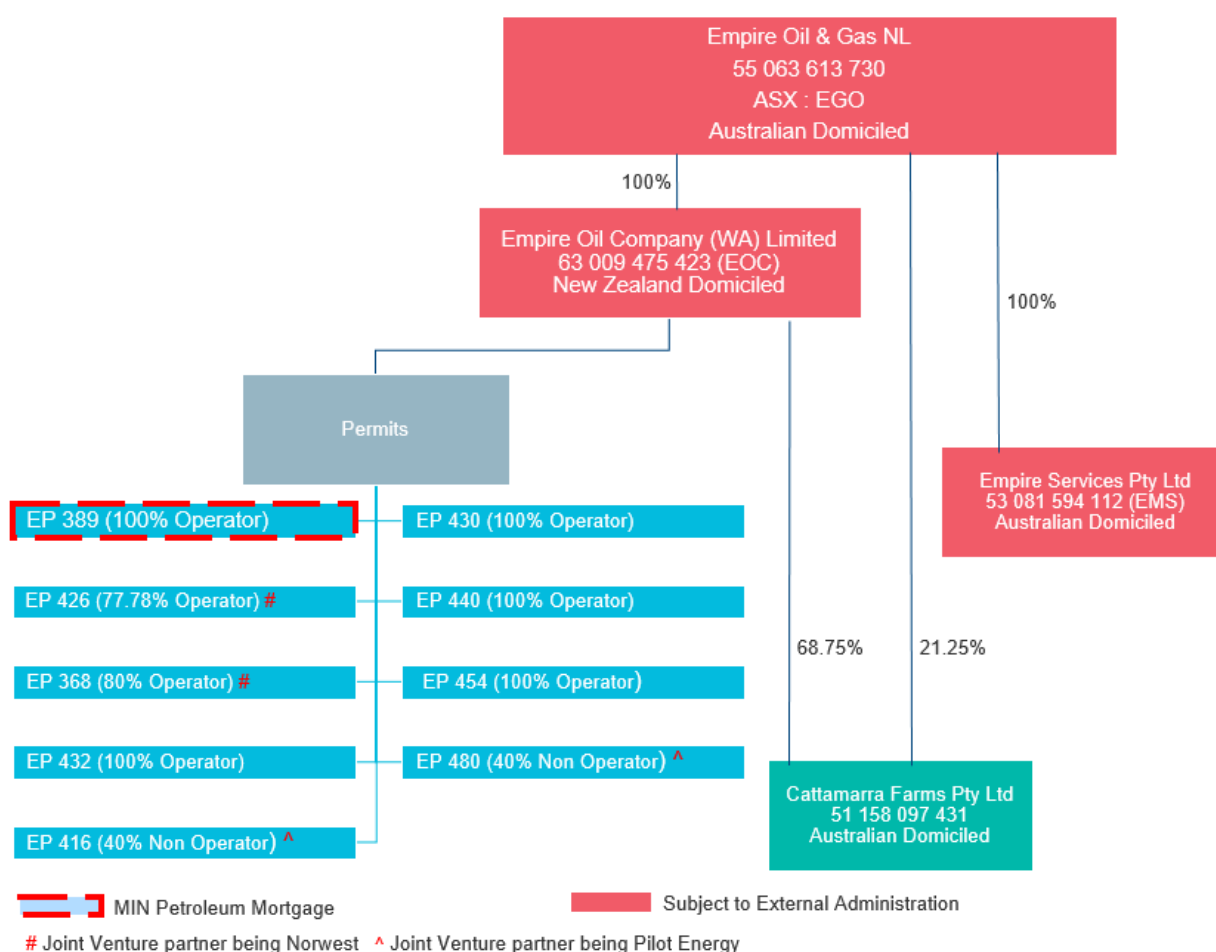 Empire Oil & Gas NL
55 063 613 730
ASX : EGO
Australian Domiciled
100%
Empire Oil Company (WA) Limited
63 009 475 423 (EOC)
New Zealand Domiciled
100%
Permits
Empire Services Pty Ltd
53 081 594 112 (EMS)
Australian Domiciled
EP 389 (100% Operator)
EP 430 (100% Operator)
EP 426 (77.78% Operator) #
EP 440 (100% Operator)
68.75%
21.25%
EP 368 (80% Operator) #
EP 454 (100% Operator)
EP 432 (100% Operator)
EP 480 (40% Non Operator) ^
Cattamarra Farms Pty Ltd
51 158 097 431
Australian Domiciled
EP 416 (40% Non Operator) ^
MIN Petroleum Mortgage
Subject to External Administration
# Joint Venture partner being Norwest
^ Joint Venture partner being Pilot Energy